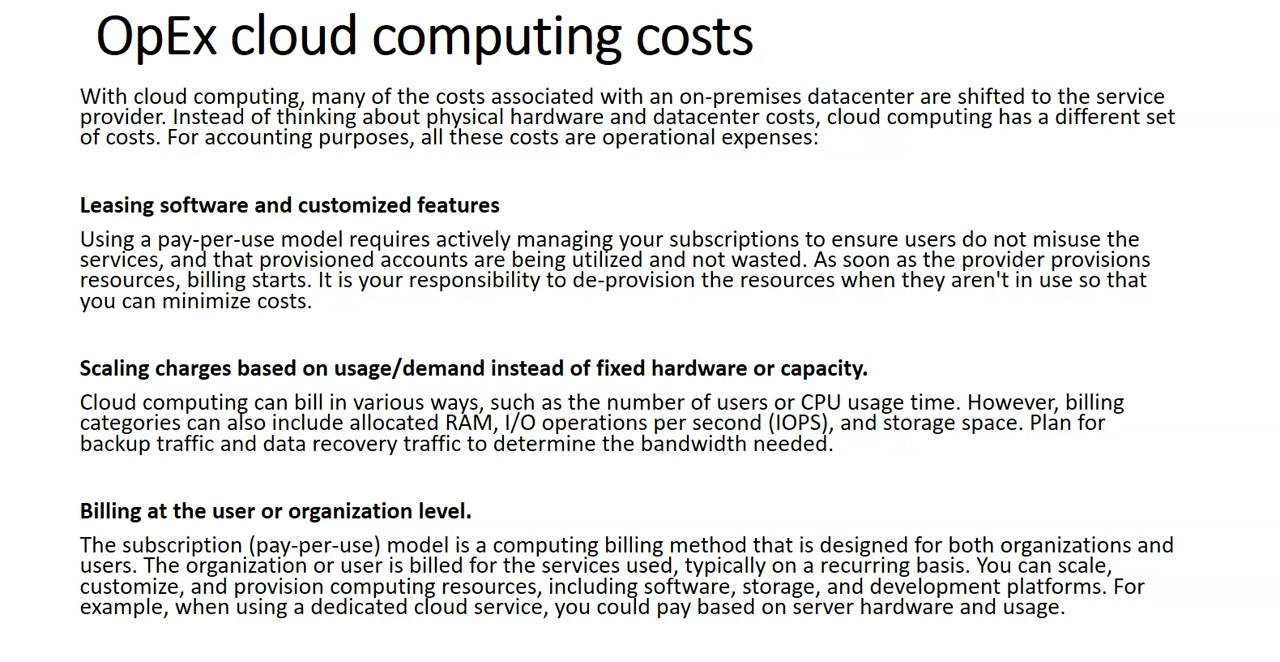 OpEx cloud computing costs
With cloud computing, many of the costs associated with an on-premises datacenter are shifted to the service
provider. Instead of thinking about physical hardware and datacenter costs, cloud computing has a different set
of costs. For accounting purposes, all these costs are operational expenses:
Leasing software and customized features
Using a pay-per-use model requires actively managing your subscriptions to ensure users do not misuse the
services, and that provisioned accounts are being utilized and not wasted. As soon as the provider provisions
resources, billing starts. It is your responsibility to de-provision the resources when they aren't in use so that
you can minimize costs.
Scaling charges based on usage/demand instead of fixed hardware or capacity.
Cloud computing can bill in various ways, such as the number of users or CPU usage time. However, billing
categories can also include allocated RAM, I/O operations per second (IOPS), and storage space. Plan for
backup traffic and data recovery traffic to determine the bandwidth needed.
Billing at the user or organization level.
The subscription (pay-per-use) model is a computing billing method that is designed for both organizations and
users. The organization or user is billed for the services used, typically on a recurring basis. You can scale,
customize, and provision computing resources, including software, storage, and development platforms. For
example, when using a dedicated cloud service, you could pay based on server hardware and usage.